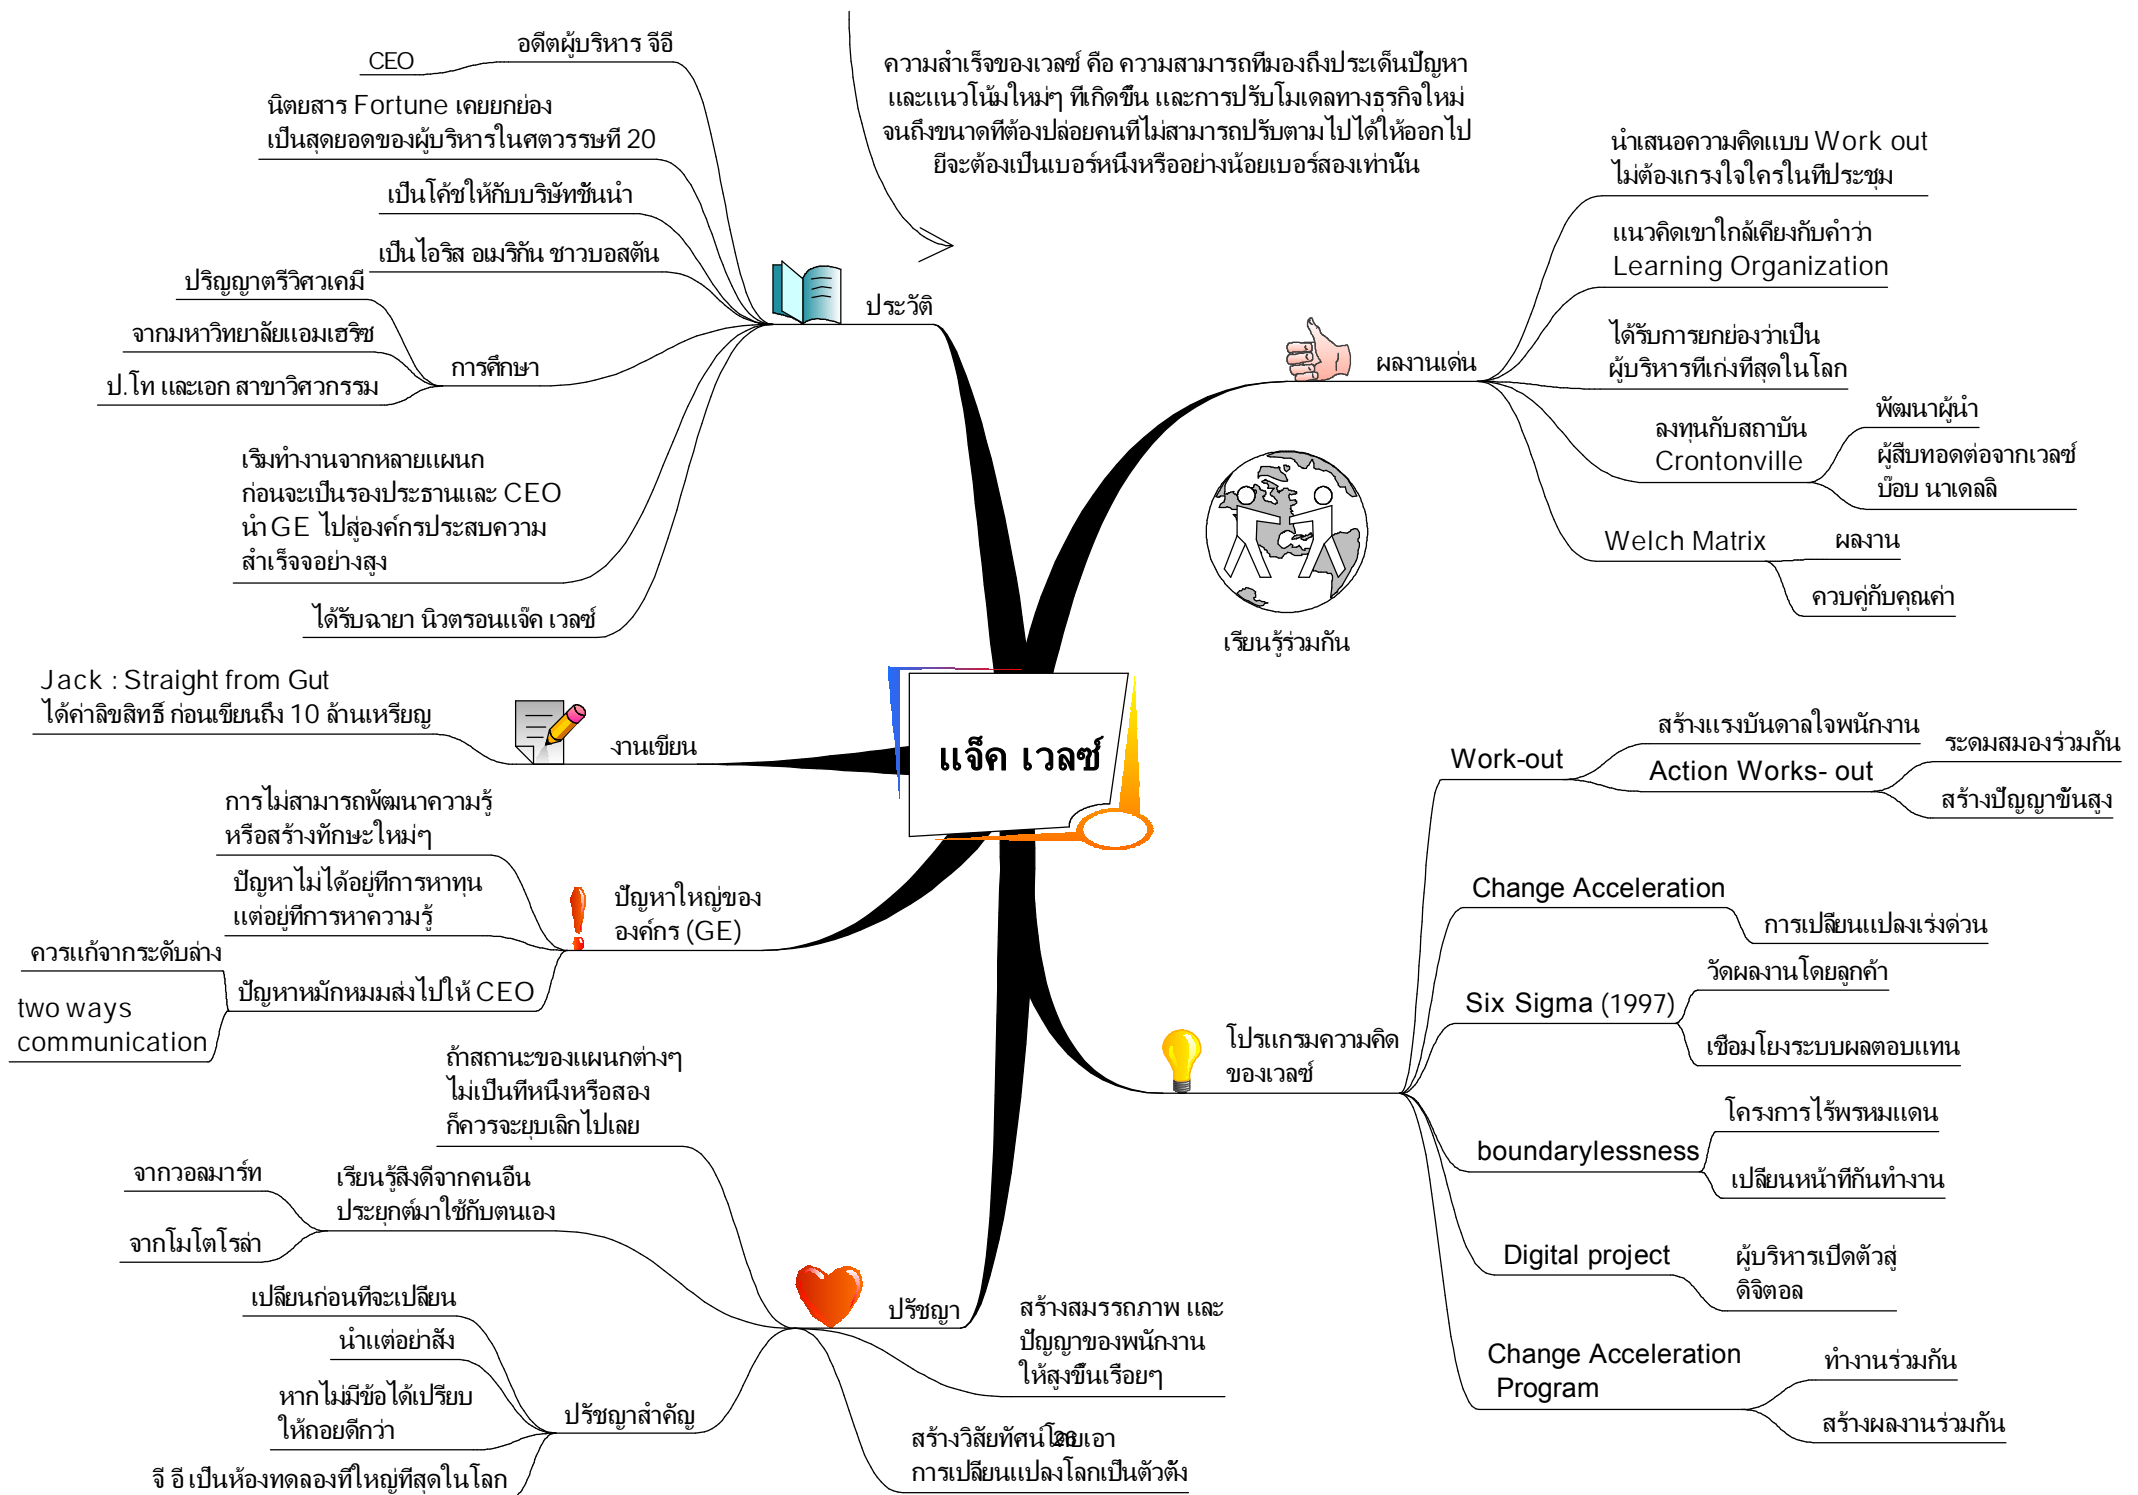 อดีตผู้บริหาร จีอี
CEO
นิตยสาร Fortune เคยยกย่อง
เป็นสุดยอดของผู้บริหารในศตวรรษที่ 20
เป็นโค้ชให้กับบริษัทชั้นนำ
เป็นไอริส อเมริกัน ชาวบอสตัน
ประวัติ
ปริญญาตรีวิศวเคมี
จากมหาวิทยาลัยแอมเฮริซ
ป.โท และเอก สาขาวิศวกรรม
การศึกษา
เริ่มทำงานจากหลายแผนก
ก่อนจะเป็นรองประธานและ CEO
นำ GE ไปสู่องค์กรประสบความ
สำเร็จจอย่างสูง
ได้รับฉายา นิวตรอนแจ๊ค เวลซ์
ความสำเร็จของเวลซ์ คือ ความสามารถที่มองถึงประเด็นปัญหา
และแนวโน้มใหม่ๆ ที่เกิดขึ้น และการปรับโมเดลทางธุรกิจใหม่
จนถึงขนาดที่ต้องปล่อยคนที่ไม่สามารถปรับตามไปได้ให้ออกไป
ยีจะต้องเป็นเบอร์หนึ่งหรืออย่างน้อยเบอร์สองเท่านั้น
นำเสนอความคิดแบบ Work out
ไม่ต้องเกรงใจใครในที่ประชุม
แนวคิดเขาใกล้เคียงกับคำว่า
Learning Organization
ได้รับการยกย่องว่าเป็น
ผู้บริหารที่เก่งที่สุดในโลก
ผลงานเด่น
ลงทุนกับสถาบัน
Crontonville
พัฒนาผู้นำ
ผู้สืบทอดต่อจากเวลซ์
บ๊อบ นาเดลลิ
Welch Matrix
ผลงาน
ควบคู่กับคุณค่า
เรียนรู้ร่วมกัน
Jack : Straight from Gut
ได้ค่าลิขสิทธิ์ ก่อนเขียนถึง 10 ล้านเหรียญ
งานเขียน
แจ็ค เวลซ์
การไม่สามารถพัฒนาความรู้
หรือสร้างทักษะใหม่ๆ
ปัญหาไม่ได้อยู่ที่การหาทุน
แต่อยู่ที่การหาความรู้
ปัญหาใหญ่ของ
องค์กร (GE)
ควรแก้จากระดับล่าง
ปัญหาหมักหมมส่งไปให้ CEO
two ways
communication
สร้างแรงบันดาลใจพนักงาน
Work-out
Action Works- out
ระดมสมองร่วมกัน
สร้างปัญญาขั้นสูง
Change Acceleration
การเปลี่ยนแปลงเร่งด่วน
วัดผลงานโดยลูกค้า
Six Sigma (1997)
เชื่อมโยงระบบผลตอบแทน
โปรแกรมความคิด
ของเวลซ์
โครงการไร้พรหมแดน
boundarylessness
เปลี่ยนหน้าที่กันทำงาน
Digital project
ผู้บริหารเปิดตัวสู่
ดิจิตอล
Change Acceleration
Program
ทำงานร่วมกัน
สร้างผลงานร่วมกัน
ถ้าสถานะของแผนกต่างๆ
ไม่เป็นที่หนึ่งหรือสอง
ก็ควรจะยุบเลิกไปเลย
จากวอลมาร์ท
เรียนรู้สิ่งดีจากคนอื่น
ประยุกต์มาใช้กับตนเอง
จากโมโตโรล่า
เปลี่ยนก่อนที่จะเปลี่ยน
นำแต่อย่าสั่ง
หากไม่มีข้อได้เปรียบ
ให้ถอยดีกว่า
จี อี เป็นห้องทดลองที่ใหญ่ที่สุดในโลก
ปรัชญาสำคัญ
ปรัชญา
สร้างสมรรถภาพ และ
ปัญญาของพนักงาน
ให้สูงขึ้นเรื่อยๆ
สร้างวิสัยทัศน์โดยเอา
26
การเปลี่ยนแปลงโลกเป็นตัวตั้ง